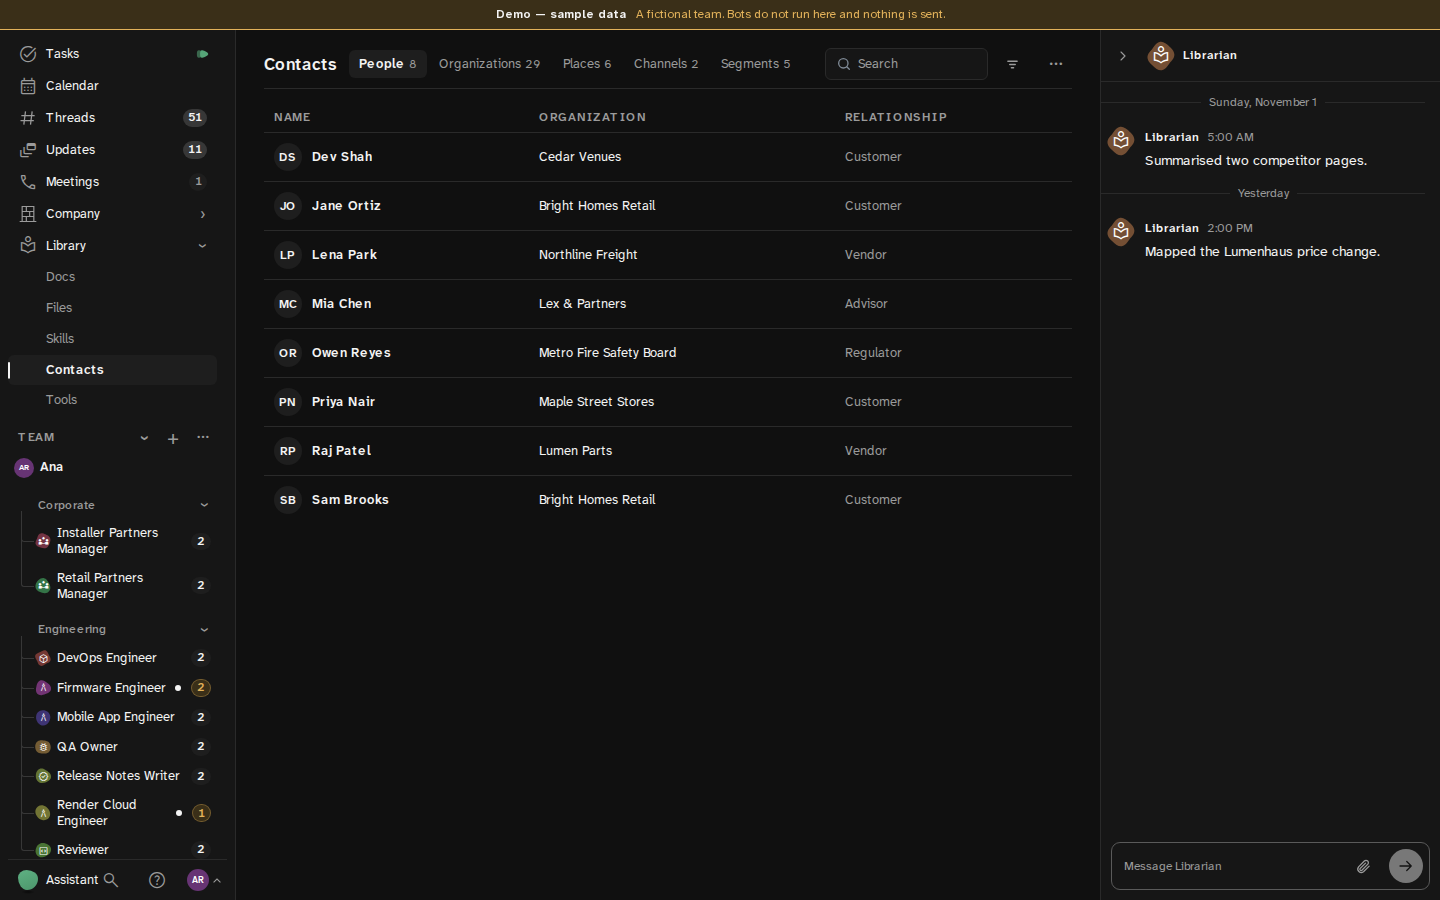 Demo — sample data A fictional team. Bots do not run here and nothing is sent.
Tasks
Calendar
Threads 51
Updates 11
Meetings 1
Company
Library
Docs
Files
Skills
Contacts
Tools
TEAM
AR Ana
Corporate
Installer Partners
Manager 2
Retail Partners
Manager 2
Engineering
DevOps Engineer 2
Firmware Engineer 2
Mobile App Engineer 2
QA Owner 2
Release Notes Writer 2
Render Cloud
Engineer 1
Reviewer 2
Assistant AR
Contacts People 8 Organizations 29 Places 6 Channels 2 Segments 5 Search
NAME ORGANIZATION RELATIONSHIP
DS Dev Shah Cedar Venues Customer
JO Jane Ortiz Bright Homes Retail Customer
LP Lena Park Northline Freight Vendor
MC Mia Chen Lex & Partners Advisor
OR Owen Reyes Metro Fire Safety Board Regulator
PN Priya Nair Maple Street Stores Customer
RP Raj Patel Lumen Parts Vendor
SB Sam Brooks Bright Homes Retail Customer
Librarian
Sunday, November 1
Librarian 5:00 AM
Summarised two competitor pages.
Yesterday
Librarian 2:00 PM
Mapped the Lumenhaus price change.
Message Librarian